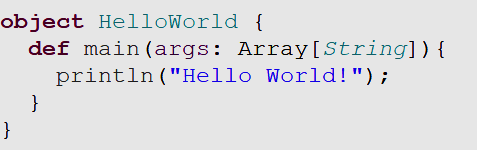 object HelloWorld {
  def main(args: Array[String]){
    println("Hello World!");
  }
}